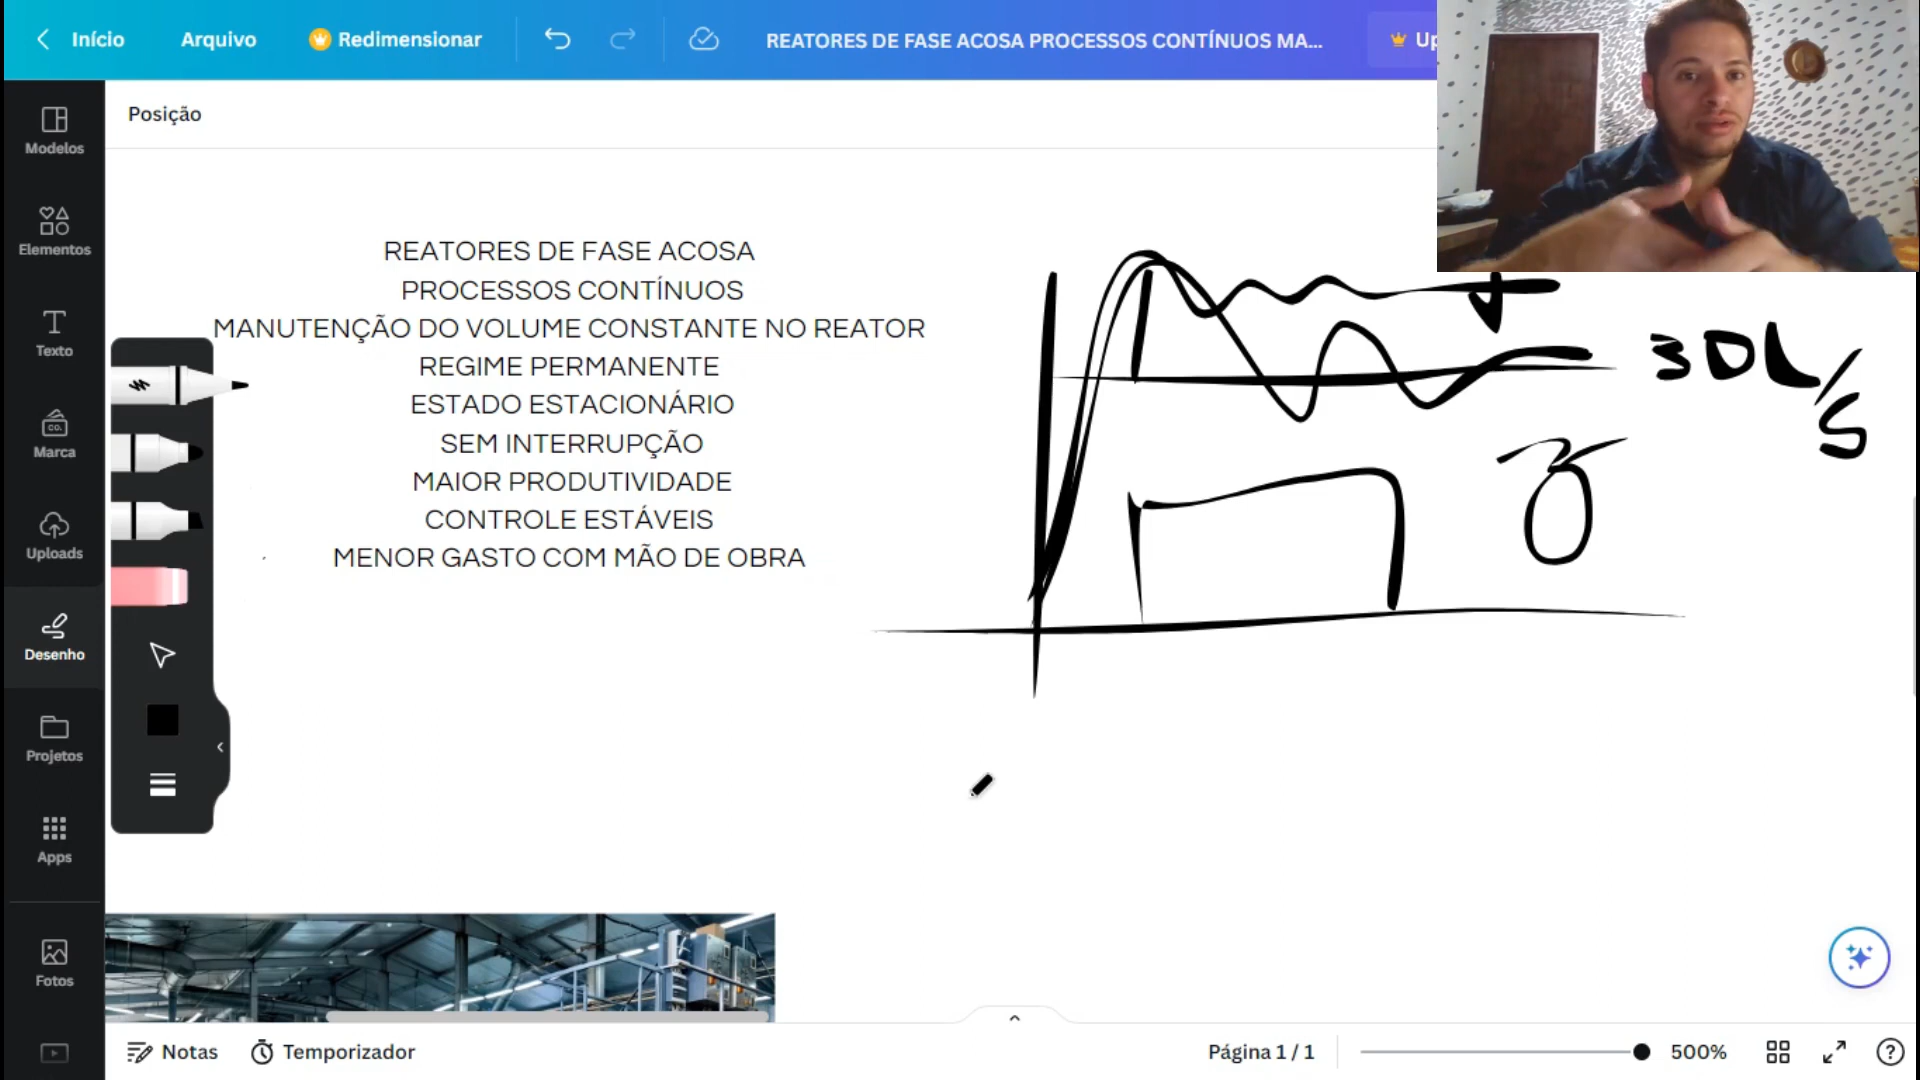 Início
Arquivo
Redimensionar
REATORES DE FASE ACOSA PROCESSOS CONTÍNUOS MA...
Up
Modelos
Elementos
Texto
Marca
Uploads
Desenho
Projetos
Apps
Fotos
Posição
REATORES DE FASE ACOSA
PROCESSOS CONTÍNUOS
MANUTENÇÃO DO VOLUME CONSTANTE NO REATOR
REGIME PERMANENTE
ESTADO ESTACIONÁRIO
SEM INTERRUPÇÃO
MAIOR PRODUTIVIDADE
CONTROLE ESTÁVEIS
MENOR GASTO COM MÃO DE OBRA
CO.
30L/S
Notas
Temporizador
Página 1 / 1
500%